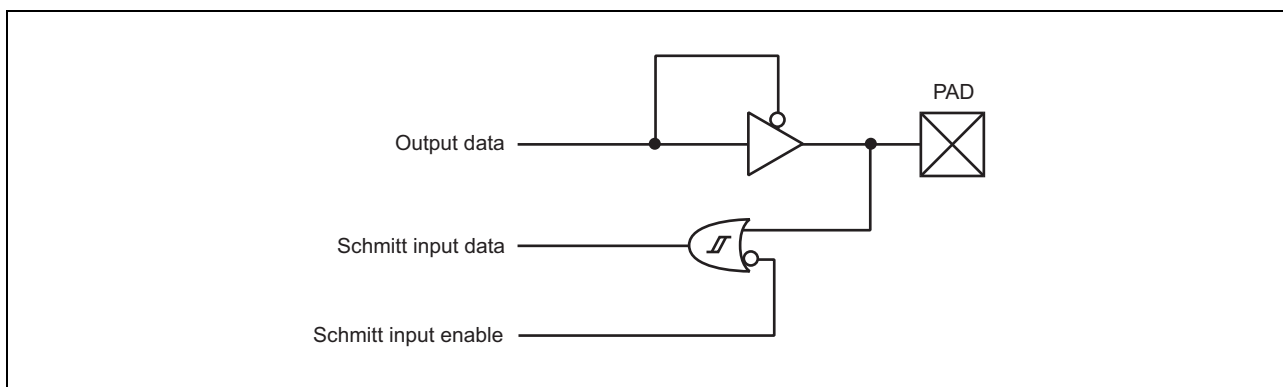 PAD
Output data
Schmitt input data
Schmitt input enable